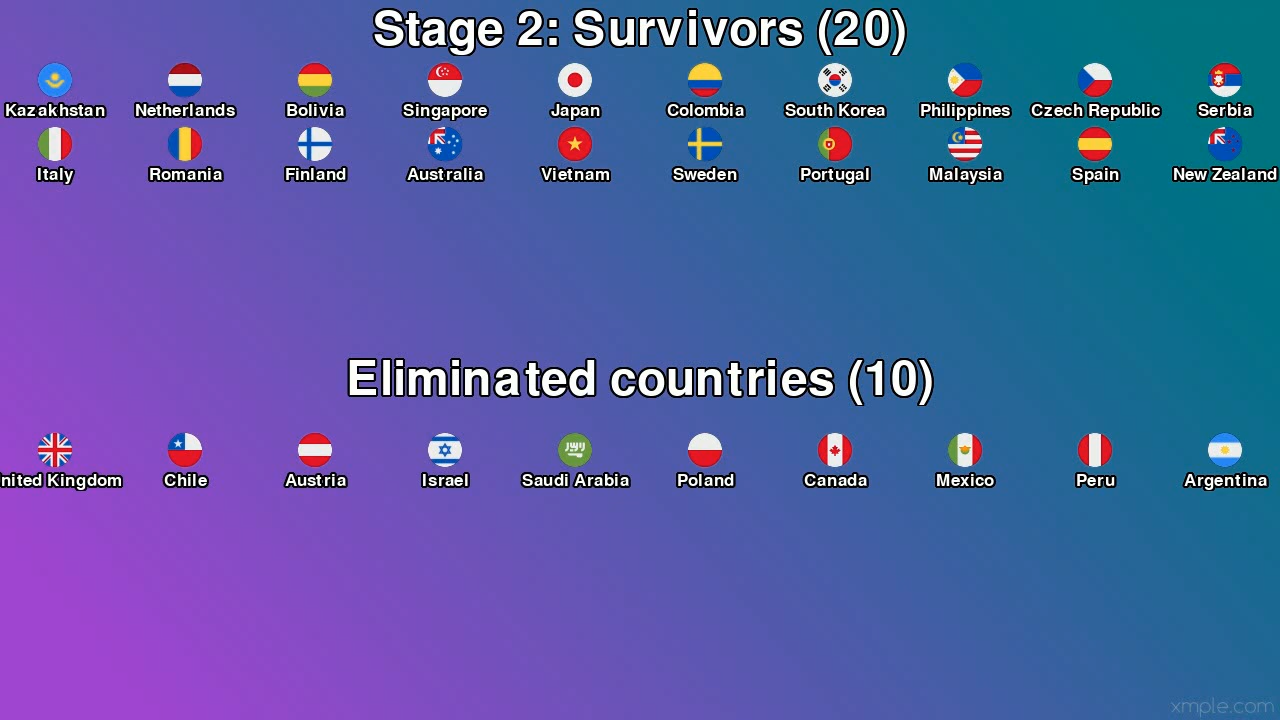 Stage 2: Survivors (20)
Kazakhstan Netherlands Bolivia Singapore Japan Colombia South Korea Philippines Czech Republic Serbia
Italy Romania Finland Australia Vietnam Sweden Portugal Malaysia Spain New Zealand
Eliminated countries (10)
nited Kingdom Chile Austria Israel Saudi Arabia Poland Canada Mexico Peru Argentina
xmple.com